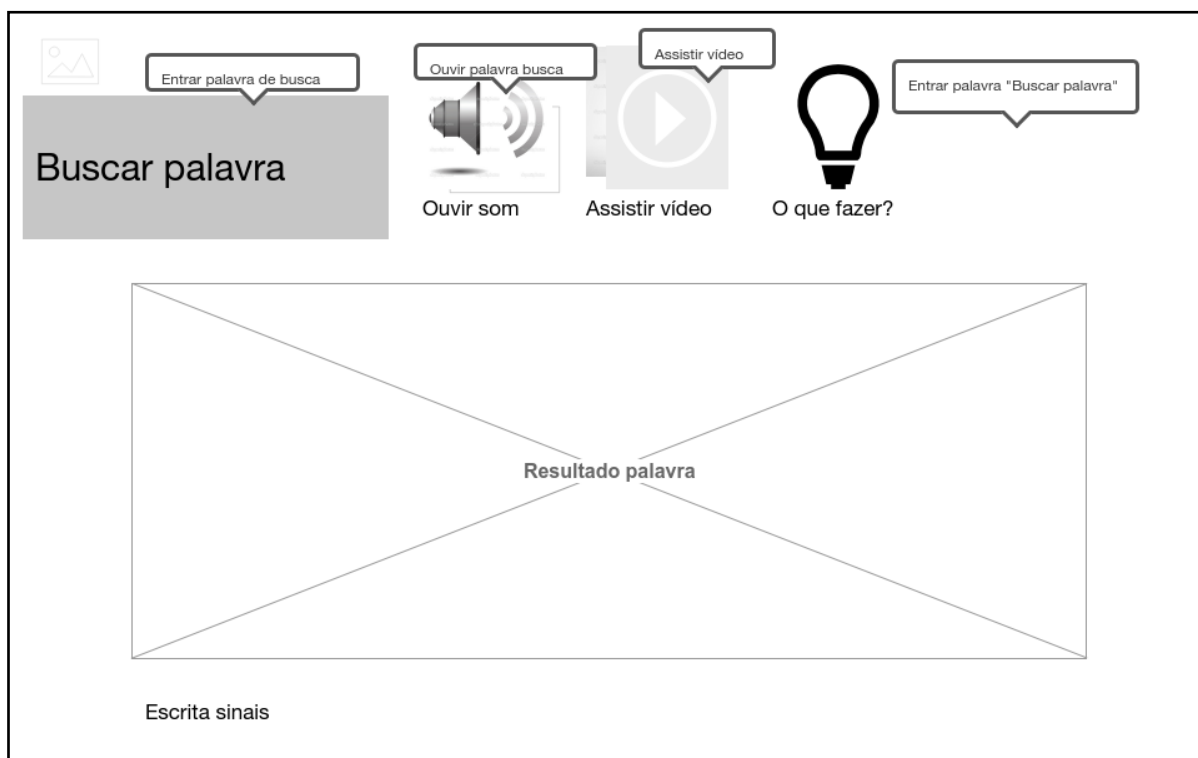 Entrar palavra de busca
Ouvir palavra busca
Assistir vídeo
Entrar palavra "Buscar palavra"
Buscar palavra
Ouvir som
Assistir vídeo
O que fazer?
Resultado palavra
Escrita sinais